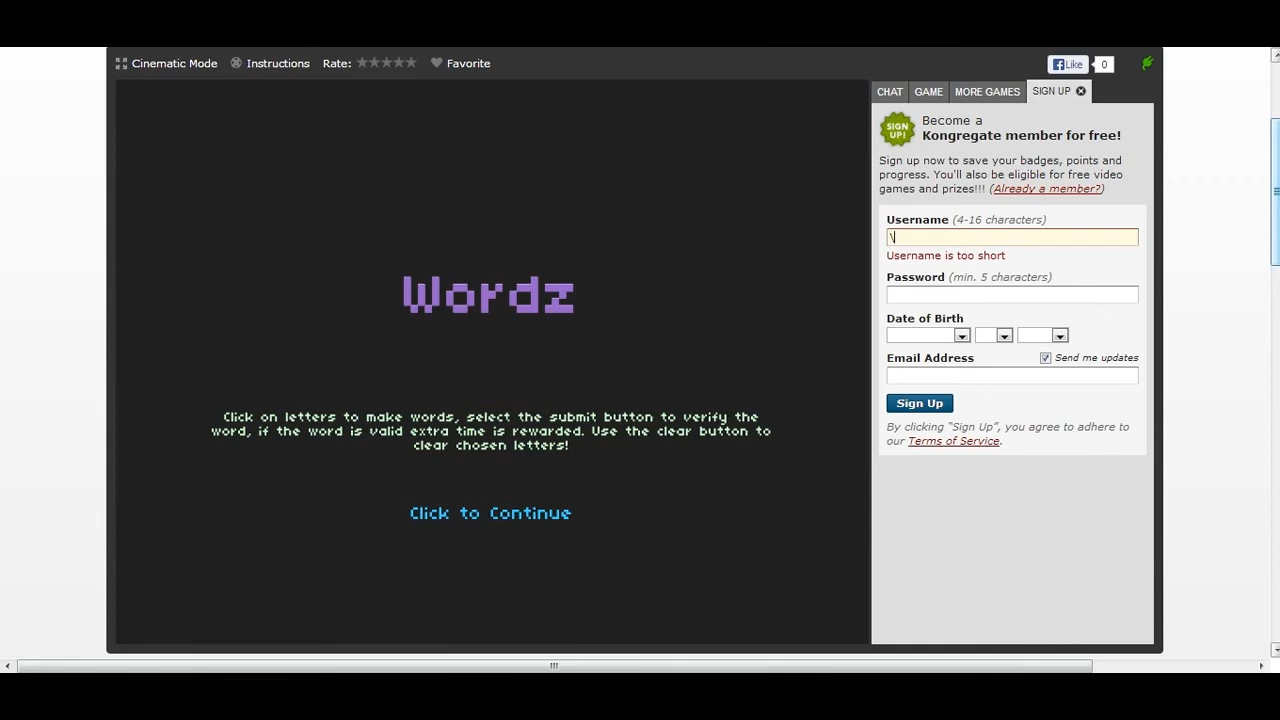 Cinematic Mode Instructions Rate: Favorite Like 0
CHAT GAME MORE GAMES SIGN UP
SIGN UP!
Become a
Kongregate member for free!
Sign up now to save your badges, points and
progress. You'll also be eligible for free video
games and prizes!!! (Already a member?)
Username (4-16 characters)
\
Username is too short
Password (min. 5 characters)
Date of Birth
Email Address Send me updates
Sign Up
By clicking “Sign Up”, you agree to adhere to
our Terms of Service.
Wordz
Click on letters to make words, select the submit button to verify the
word, if the word is valid extra time is rewarded. Use the clear button to
clear chosen letters!
Click to Continue